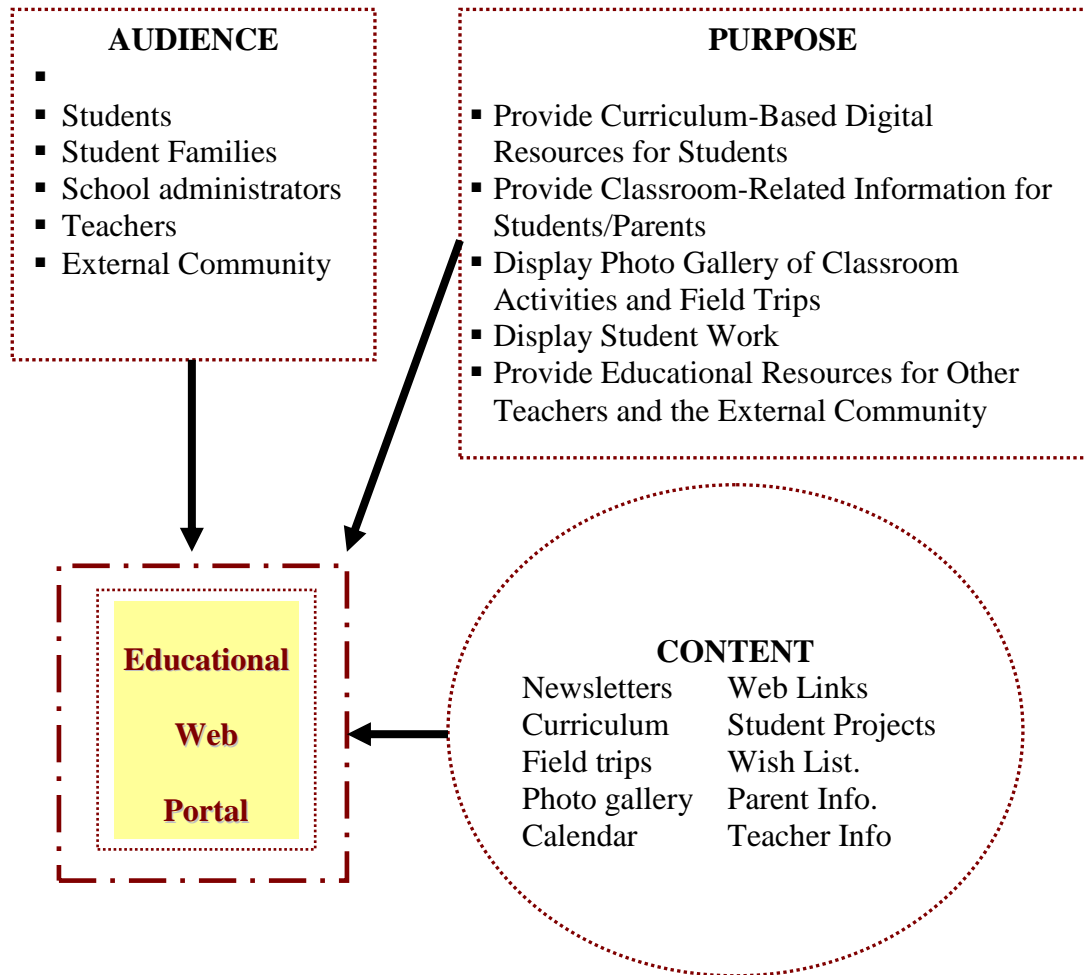 AUDIENCE
▪
▪ Students
▪ Student Families
▪ School administrators
▪ Teachers
▪ External Community
PURPOSE
▪ Provide Curriculum-Based Digital
Resources for Students
▪ Provide Classroom-Related Information for
Students/Parents
▪ Display Photo Gallery of Classroom
Activities and Field Trips
▪ Display Student Work
▪ Provide Educational Resources for Other
Teachers and the External Community
Educational
Web
Portal
CONTENT
Newsletters Web Links
Curriculum Student Projects
Field trips Wish List.
Photo gallery Parent Info.
Calendar Teacher Info